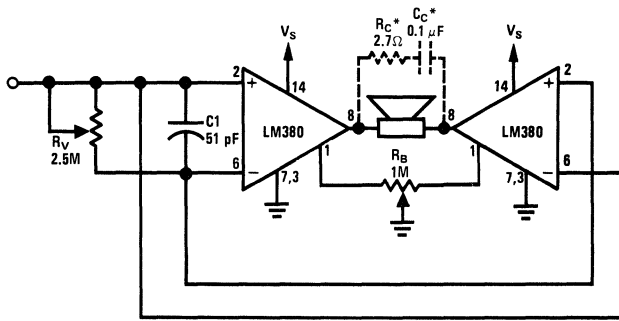 R_C*
2.7Ω
C_C*
0.1 μF
V_S
V_S
2
+
14
14
+
2
C1
51 pF
LM380
8
8
LM380
R_V
2.5M
6
−
1
R_B
1M
1
−
6
7,3
7,3